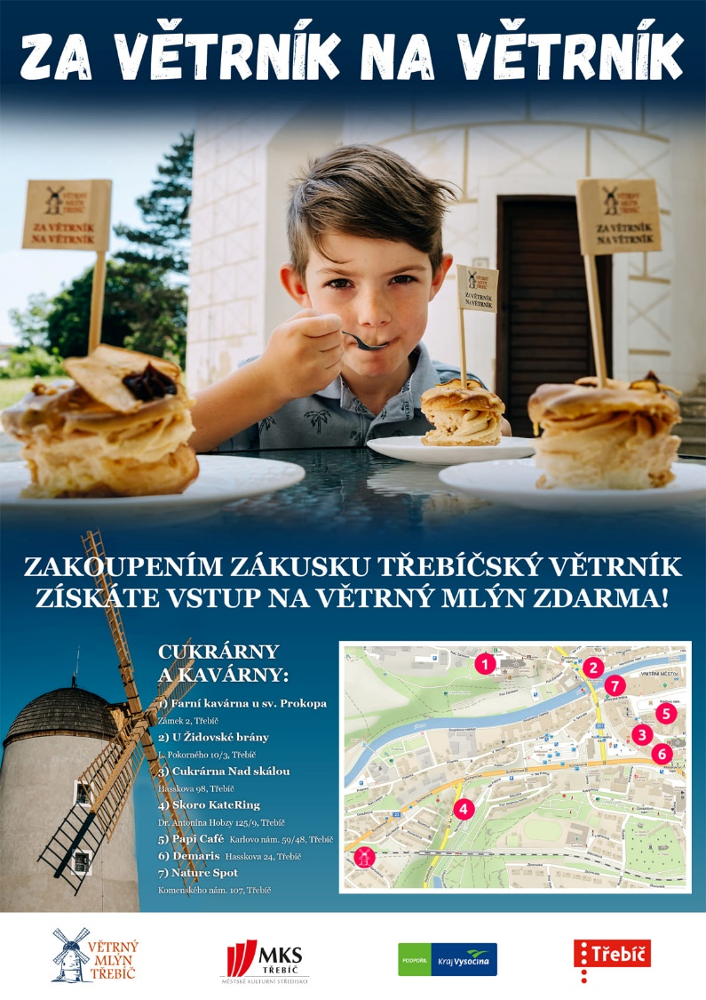 ZA VĚTRNÍK NA VĚTRNÍK
VĚTRNÝ
MLÝN
TŘEBÍČ
ZA VĚTRNÍK
NA VĚTRNÍK
VĚTRNÝ
MLÝN
TŘEBÍČ
ZA VĚTRNÍK
NA VĚTRNÍK
VĚTRNÝ
MLÝN
TŘEBÍČ
ZA VĚTRNÍK
NA VĚTRNÍK
ZAKOUPENÍM ZÁKUSKU TŘEBÍČSKÝ VĚTRNÍK
ZÍSKÁTE VSTUP NA VĚTRNÝ MLÝN ZDARMA!
CUKRÁRNY
A KAVÁRNY:
1) Farní kavárna u sv. Prokopa
Zámek 2, Třebíč
2) U Židovské brány
L. Pokorného 10/3, Třebíč
3) Cukrárna Nad skálou
Hasskova 98, Třebíč
4) Skoro KateRing
Dr. Antonína Hobzy 125/9, Třebíč
5) Papi Café Karlovo nám. 59/48, Třebíč
6) Demaris Hasskova 24, Třebíč
7) Nature Spot
Komenského nám. 107, Třebíč
1
2
7
VNITŘNÍ MĚSTO
5
3
6
4
VĚTRNÝ
MLÝN
TŘEBÍČ
MKS
TŘEBÍČ
MĚSTSKÉ KULTURNÍ STŘEDISKO
PODPOŘIL
Kraj Vysočina
Třebíč